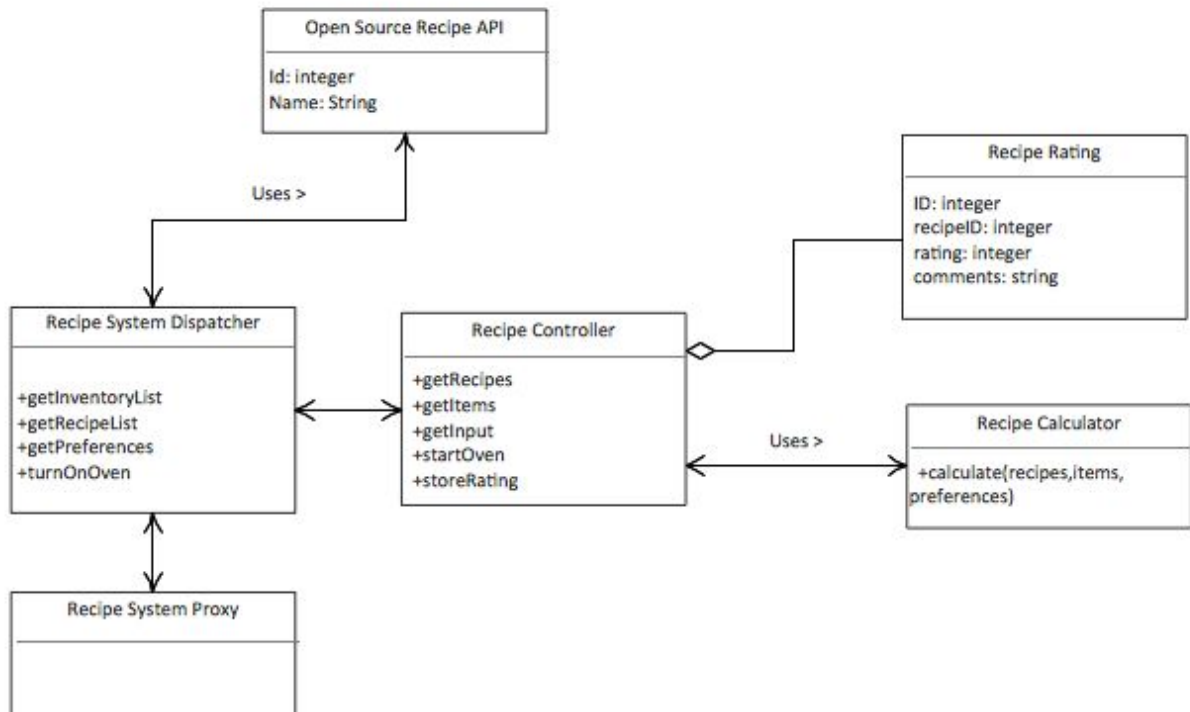 Open Source Recipe API
Id: integer
Name: String
Uses >
Recipe Rating
ID: integer
recipeID: integer
rating: integer
comments: string
Recipe System Dispatcher
+getInventoryList
+getRecipeList
+getPreferences
+turnOnOven
Recipe Controller
+getRecipes
+getItems
+getInput
+startOven
+storeRating
Uses >
Recipe Calculator
+calculate(recipes,items,
preferences)
Recipe System Proxy